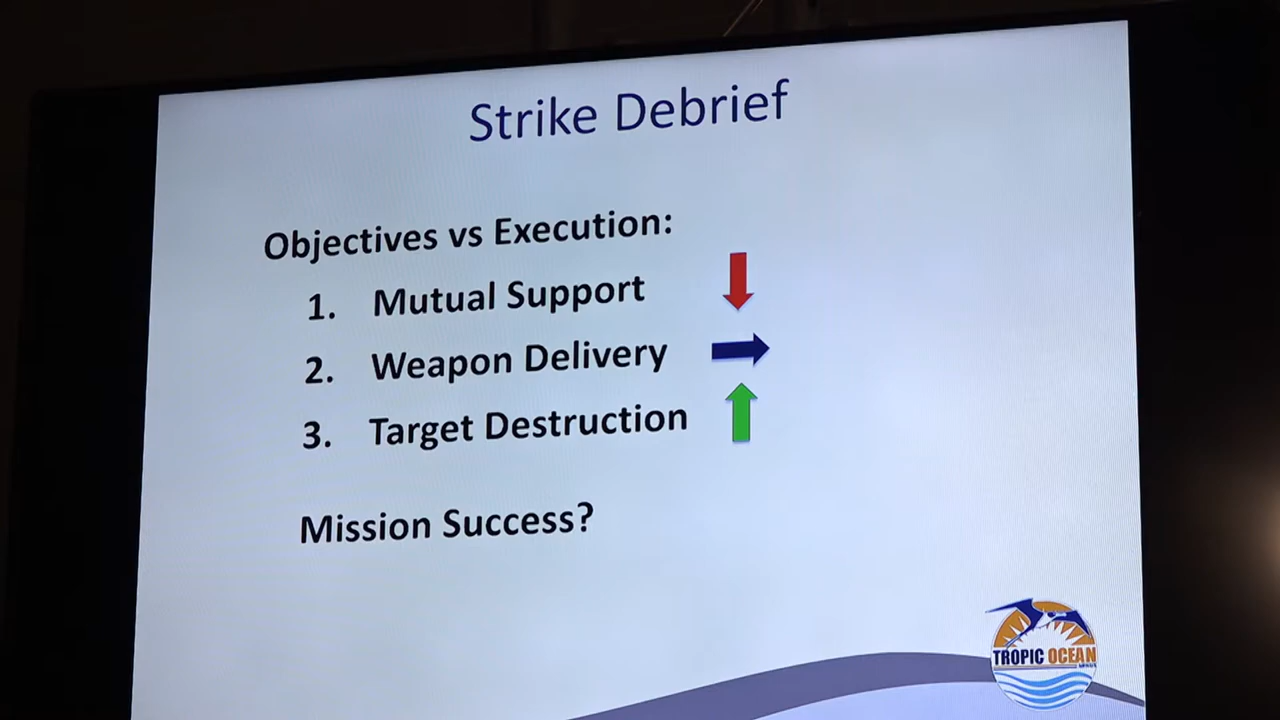 Strike Debrief
Objectives vs Execution:
1. Mutual Support
2. Weapon Delivery
3. Target Destruction
Mission Success?
TROPIC OCEAN